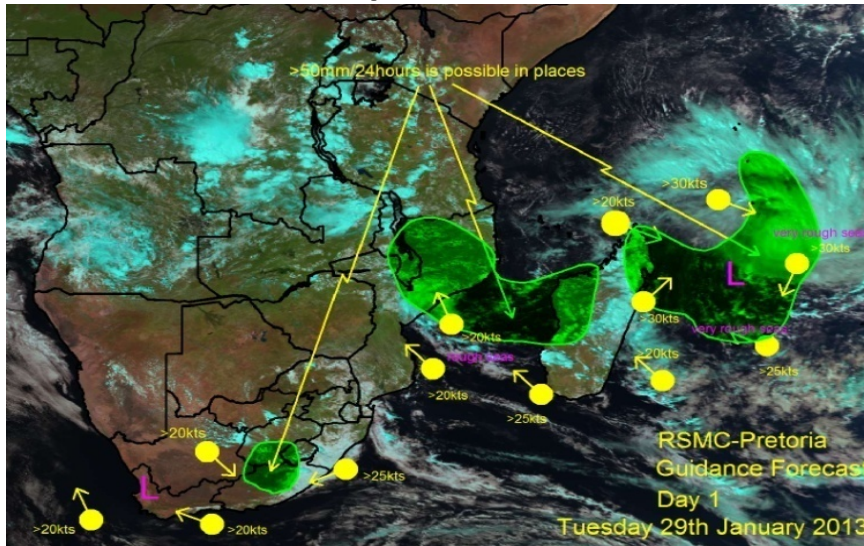 >50mm/24hours is possible in places
>30kts
>20kts
very rough seas
>30kts
L
>30kts
>20kts
very rough seas
rough seas
>20kts
>20kts
>25kts
>25kts
>20kts
>25kts
L
>20kts
>20kts
RSMC-Pretoria
Guidance Forecast
Day 1
Tuesday 29th January 2013